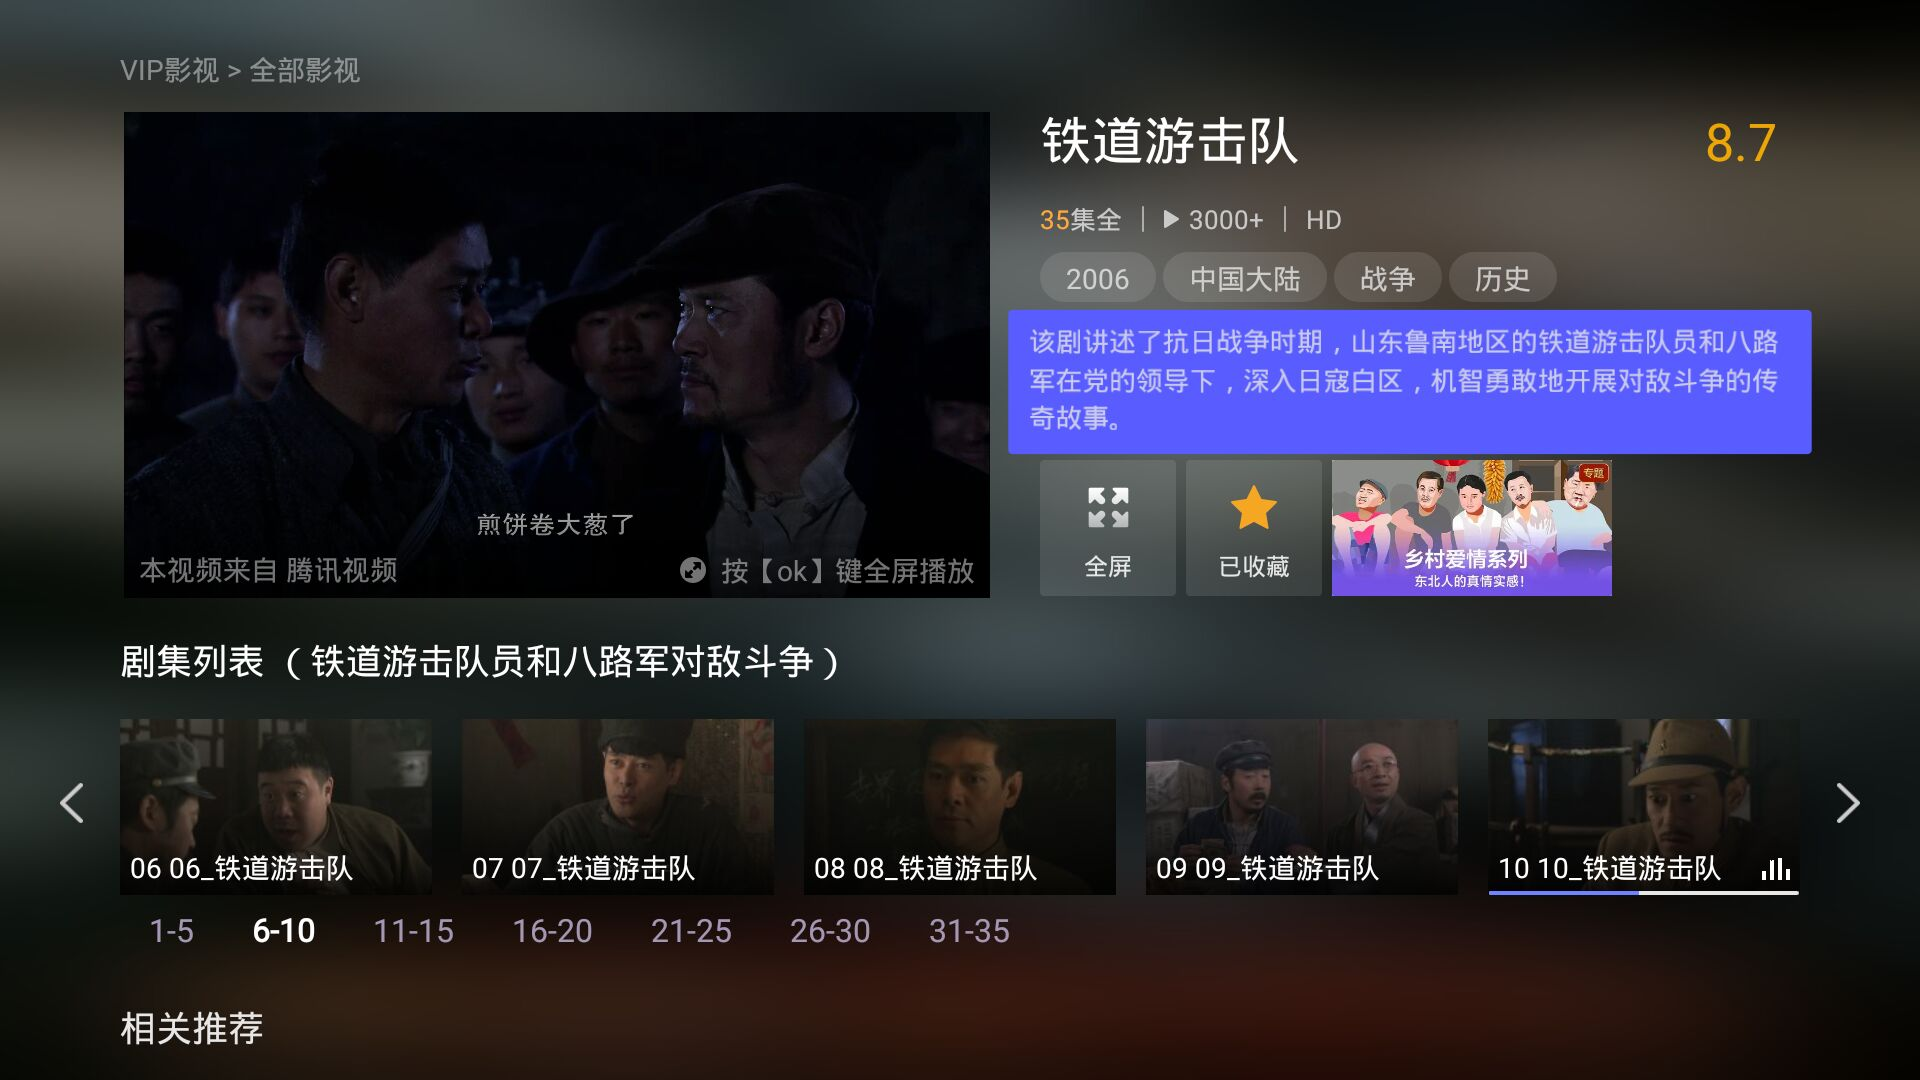 VIP影视 > 全部影视
铁道游击队
8.7
35集全 | 3000+ | HD
2006 中国大陆 战争 历史
该剧讲述了抗日战争时期，山东鲁南地区的铁道游击队员和八路
军在党的领导下，深入日寇白区，机智勇敢地开展对敌斗争的传
奇故事。
煎饼卷大葱了
本视频来自 腾讯视频
按【ok】键全屏播放
全屏
已收藏
专题
乡村爱情系列
东北人的真情实感！
剧集列表 （铁道游击队员和八路军对敌斗争）
06 06_铁道游击队
07 07_铁道游击队
08 08_铁道游击队
09 09_铁道游击队
10 10_铁道游击队
1-5 6-10 11-15 16-20 21-25 26-30 31-35
相关推荐